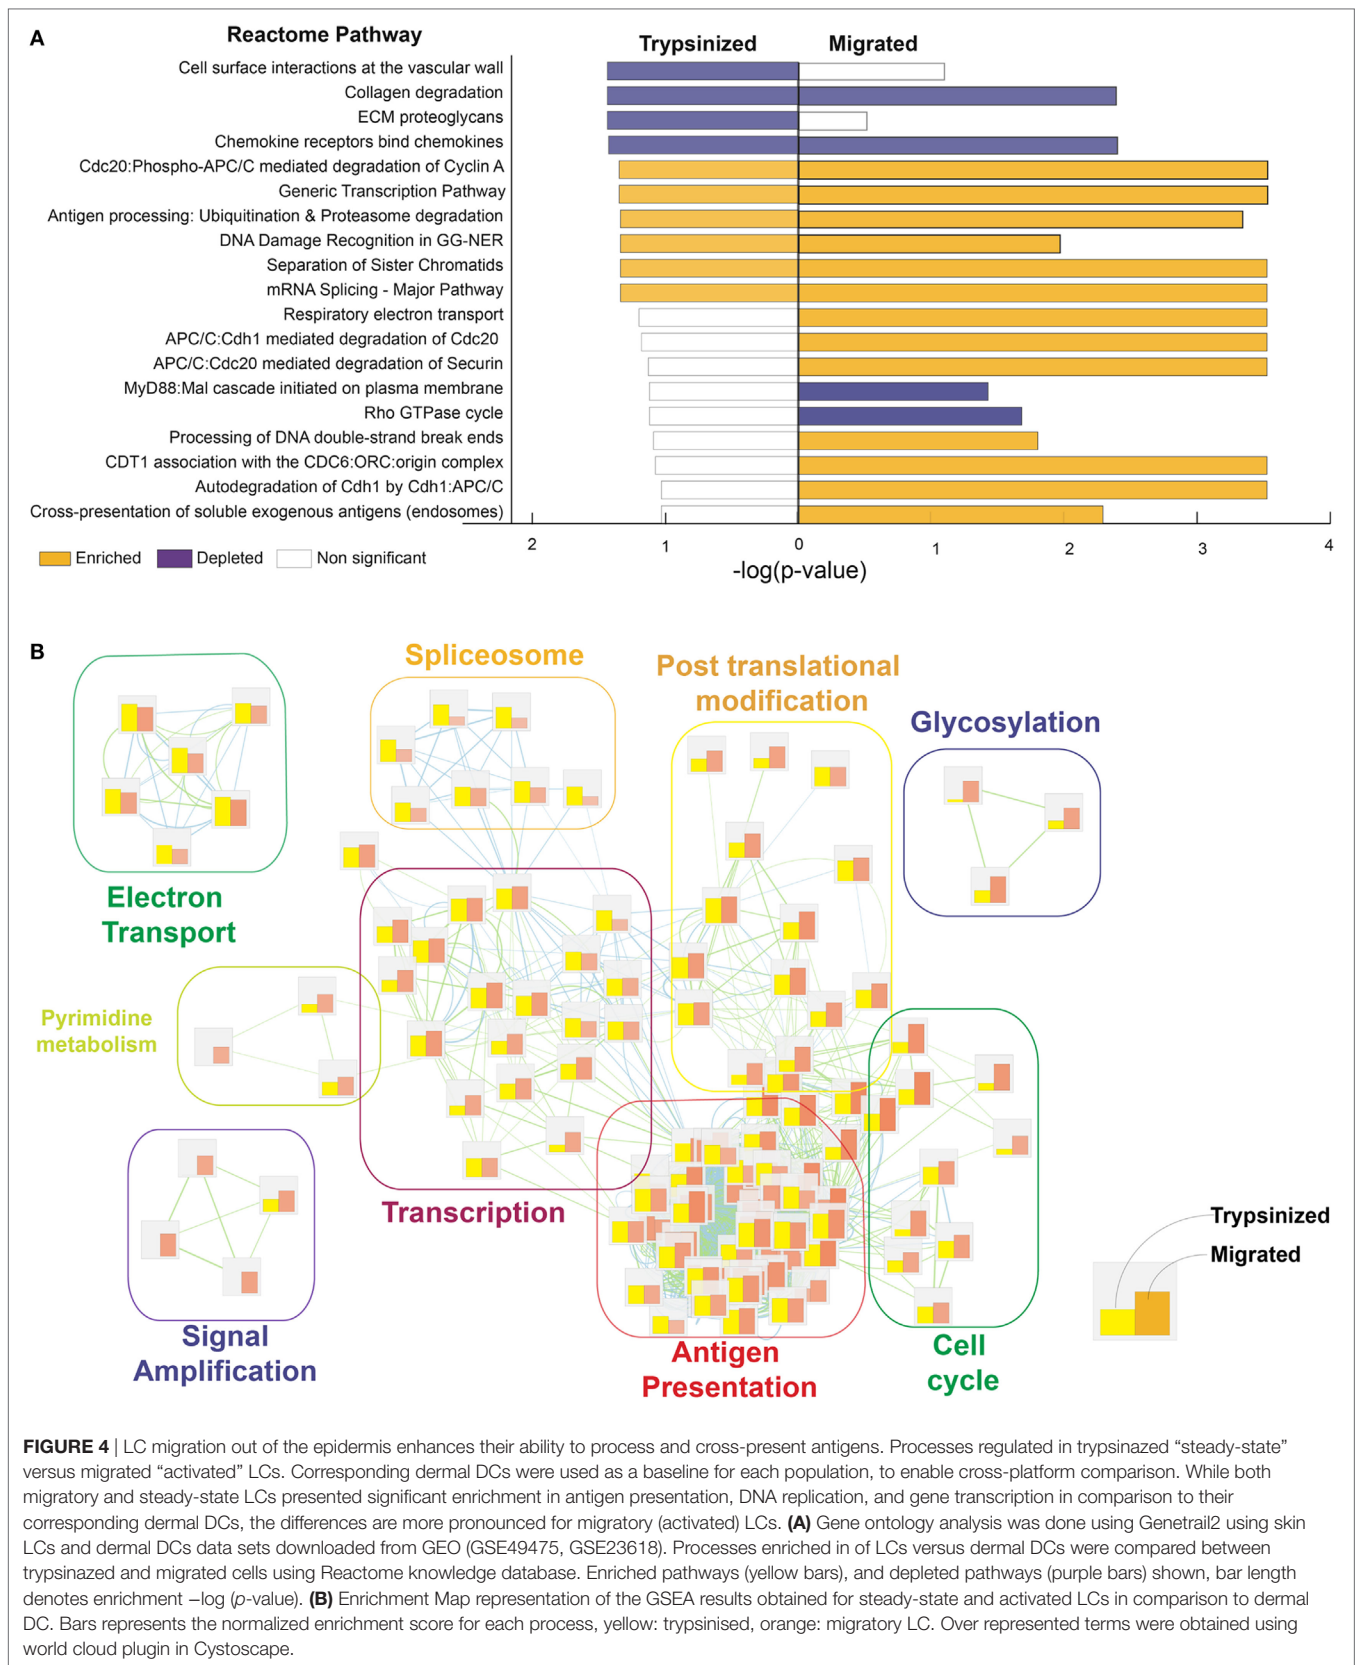 A
Reactome Pathway
Trypsinized
Migrated
Cell surface interactions at the vascular wall
Collagen degradation
ECM proteoglycans
Chemokine receptors bind chemokines
Cdc20:Phospho-APC/C mediated degradation of Cyclin A
Generic Transcription Pathway
Antigen processing: Ubiquitination & Proteasome degradation
DNA Damage Recognition in GG-NER
Separation of Sister Chromatids
mRNA Splicing - Major Pathway
Respiratory electron transport
APC/C:Cdh1 mediated degradation of Cdc20
APC/C:Cdc20 mediated degradation of Securin
MyD88:Mal cascade initiated on plasma membrane
Rho GTPase cycle
Processing of DNA double-strand break ends
CDT1 association with the CDC6:ORC:origin complex
Autodegradation of Cdh1 by Cdh1:APC/C
Cross-presentation of soluble exogenous antigens (endosomes)
2 1 0 1 2 3 4
Enriched Depleted Non significant
-log(p-value)
B
Spliceosome
Post translational
modification
Glycosylation
Electron
Transport
Pyrimidine
metabolism
Transcription
Trypsinized
Migrated
Signal
Amplification
Antigen
Presentation
Cell
cycle
FIGURE 4 | LC migration out of the epidermis enhances their ability to process and cross-present antigens. Processes regulated in trypsinazed “steady-state”
versus migrated “activated” LCs. Corresponding dermal DCs were used as a baseline for each population, to enable cross-platform comparison. While both
migratory and steady-state LCs presented significant enrichment in antigen presentation, DNA replication, and gene transcription in comparison to their
corresponding dermal DCs, the differences are more pronounced for migratory (activated) LCs. (A) Gene ontology analysis was done using Genetrail2 using skin
LCs and dermal DCs data sets downloaded from GEO (GSE49475, GSE23618). Processes enriched in of LCs versus dermal DCs were compared between
trypsinazed and migrated cells using Reactome knowledge database. Enriched pathways (yellow bars), and depleted pathways (purple bars) shown, bar length
denotes enrichment −log (p-value). (B) Enrichment Map representation of the GSEA results obtained for steady-state and activated LCs in comparison to dermal
DC. Bars represents the normalized enrichment score for each process, yellow: trypsinised, orange: migratory LC. Over represented terms were obtained using
world cloud plugin in Cystoscape.